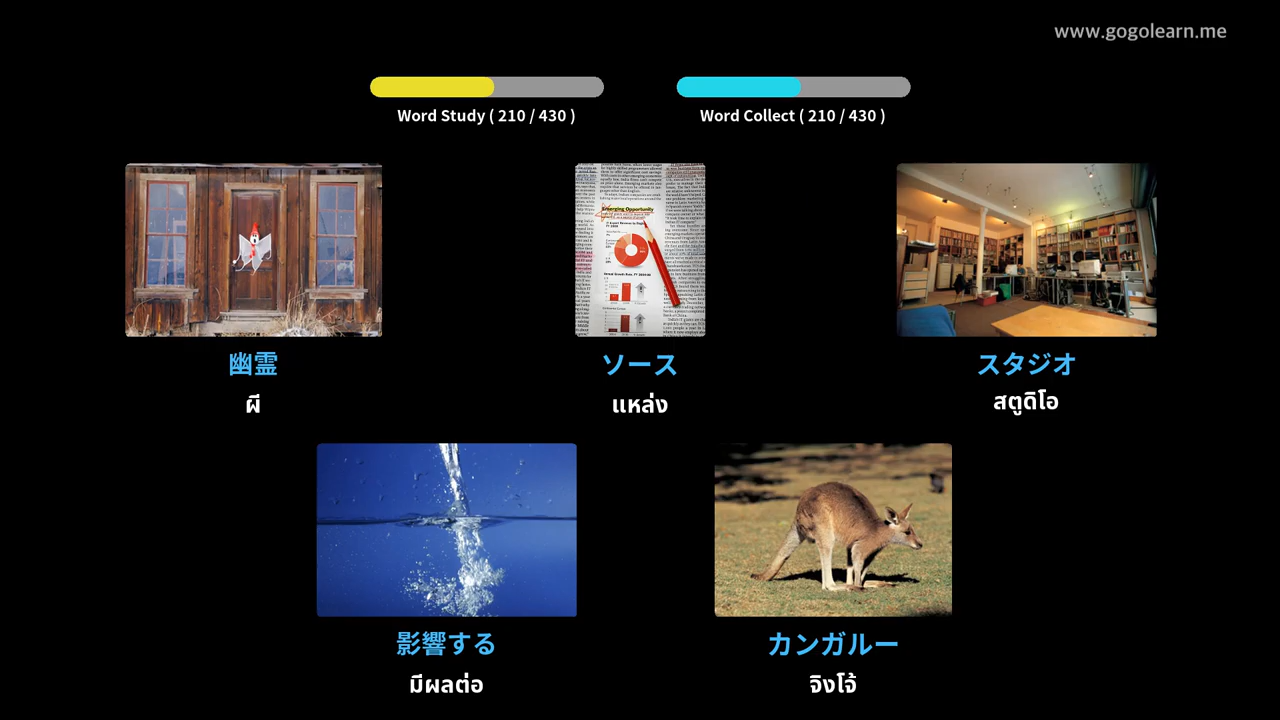 www.gogolearn.me
Word Study ( 210 / 430 )
Word Collect ( 210 / 430 )
Emerging Opportunity
幽霊
ソース
スタジオ
ผี
แหล่ง
สตูดิโอ
影響する
カンガルー
มีผลต่อ
จิงโจ้